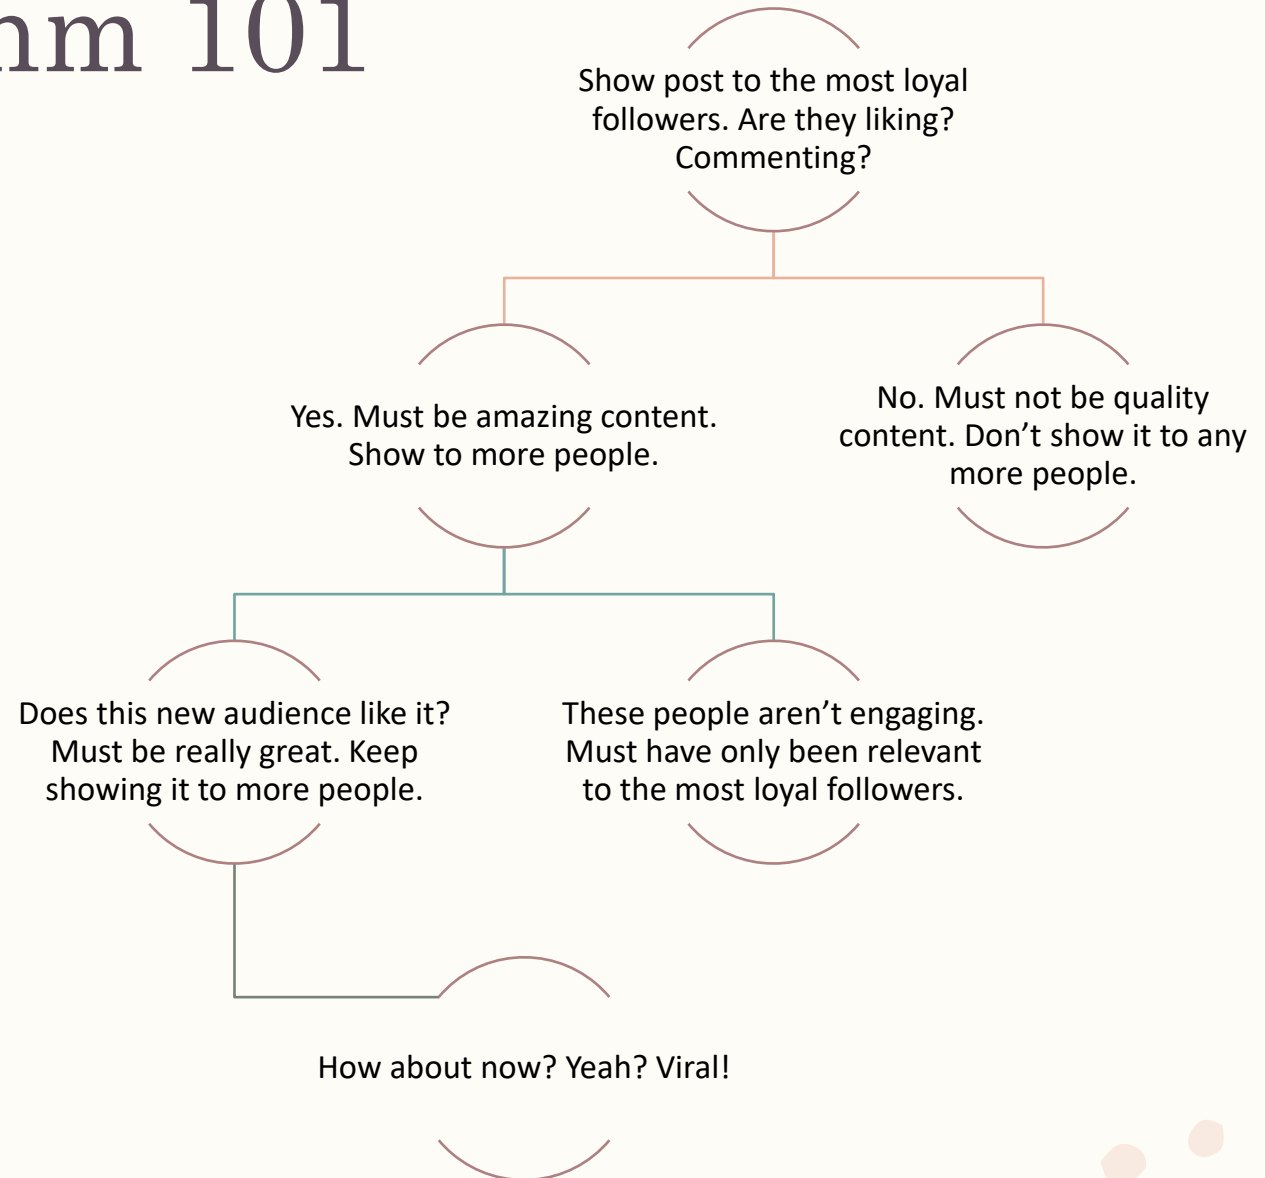 101
Show post to the most loyal
followers. Are they liking?
Commenting?
Yes. Must be amazing content.
Show to more people.
No. Must not be quality
content. Don’t show it to any
more people.
Does this new audience like it?
Must be really great. Keep
showing it to more people.
These people aren’t engaging.
Must have only been relevant
to the most loyal followers.
How about now? Yeah? Viral!